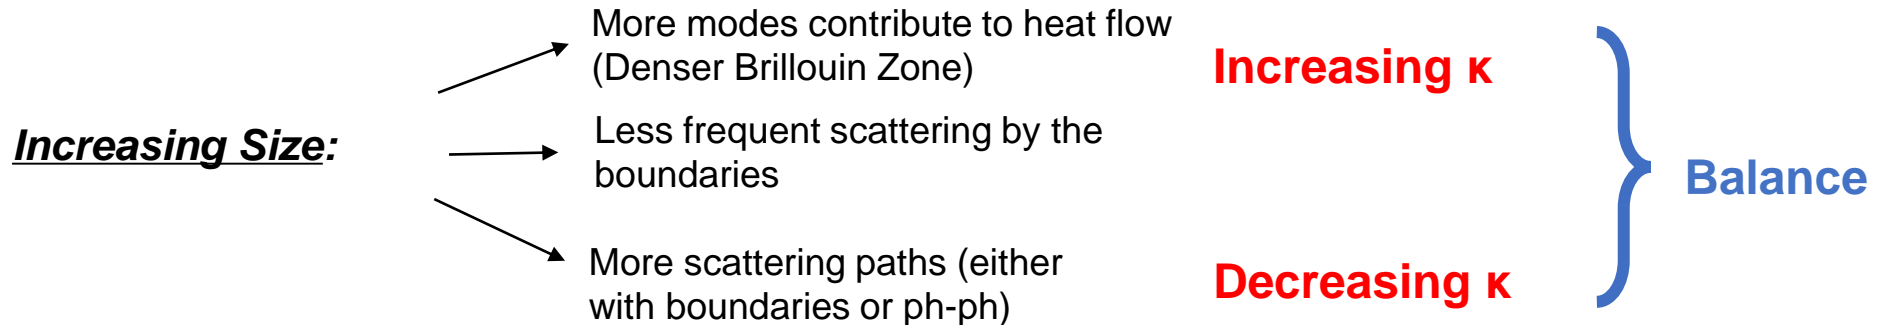 More modes contribute to heat flow
(Denser Brillouin Zone)
Increasing κ
Increasing Size:
Less frequent scattering by the
boundaries
Balance
More scattering paths (either
with boundaries or ph-ph)
Decreasing κ